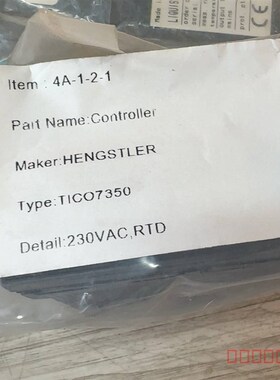 Item : 4A-1-2-1
Part Name:Controller
Maker:HENGSTLER
Type:TICO7350
Detail:230VAC,RTD